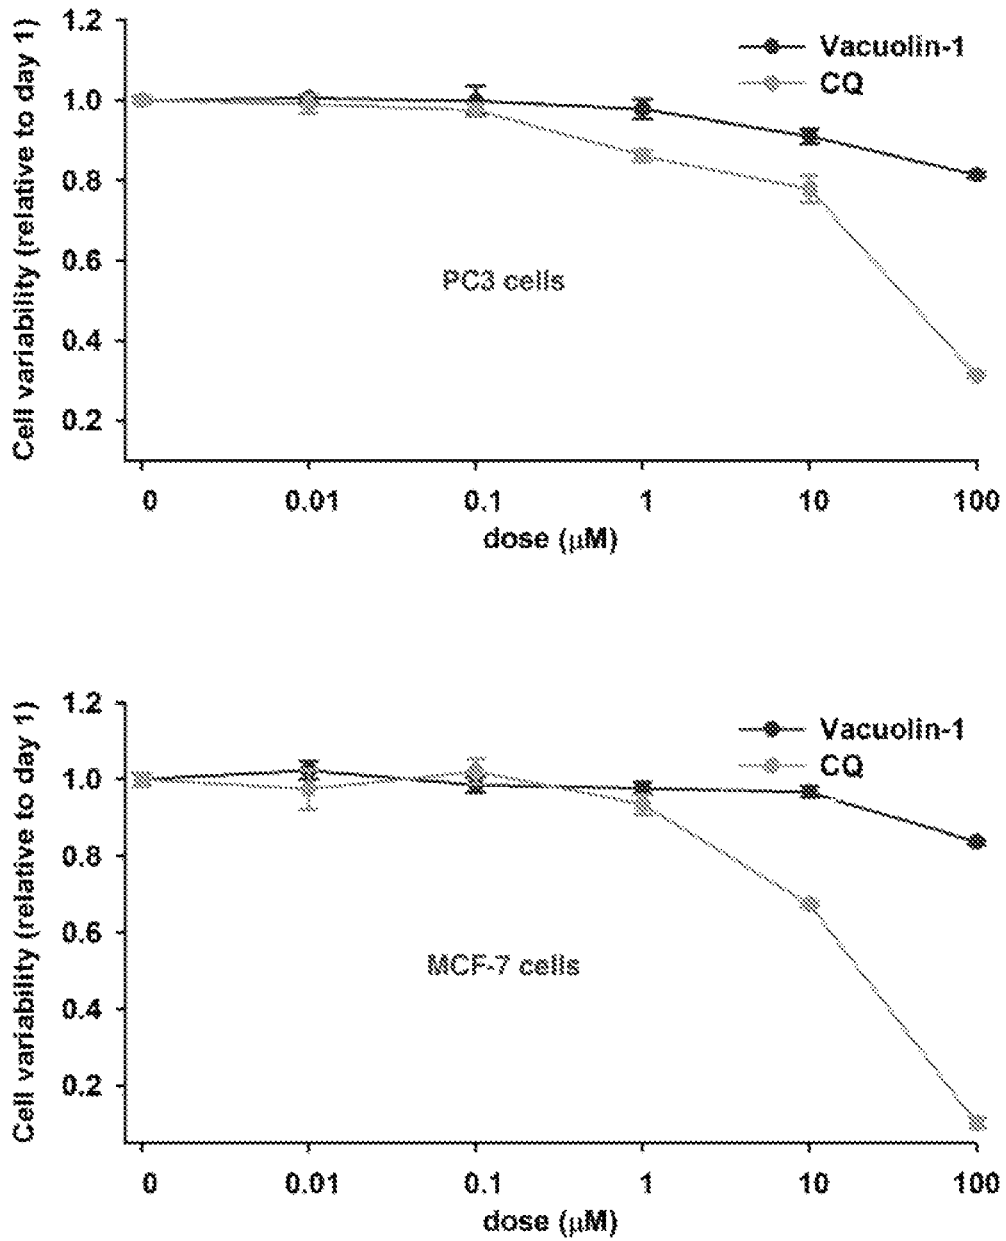 Cell variability (relative to day 1)
1.2
1.0
0.8
0.6
0.4
0.2
Vacuolin-1
CQ
PC3 cells
0 0.01 0.1 1 10 100
dose (μM)
Cell variability (relative to day 1)
1.2
1.0
0.8
0.6
0.4
0.2
Vacuolin-1
CQ
MCF-7 cells
0 0.01 0.1 1 10 100
dose (μM)